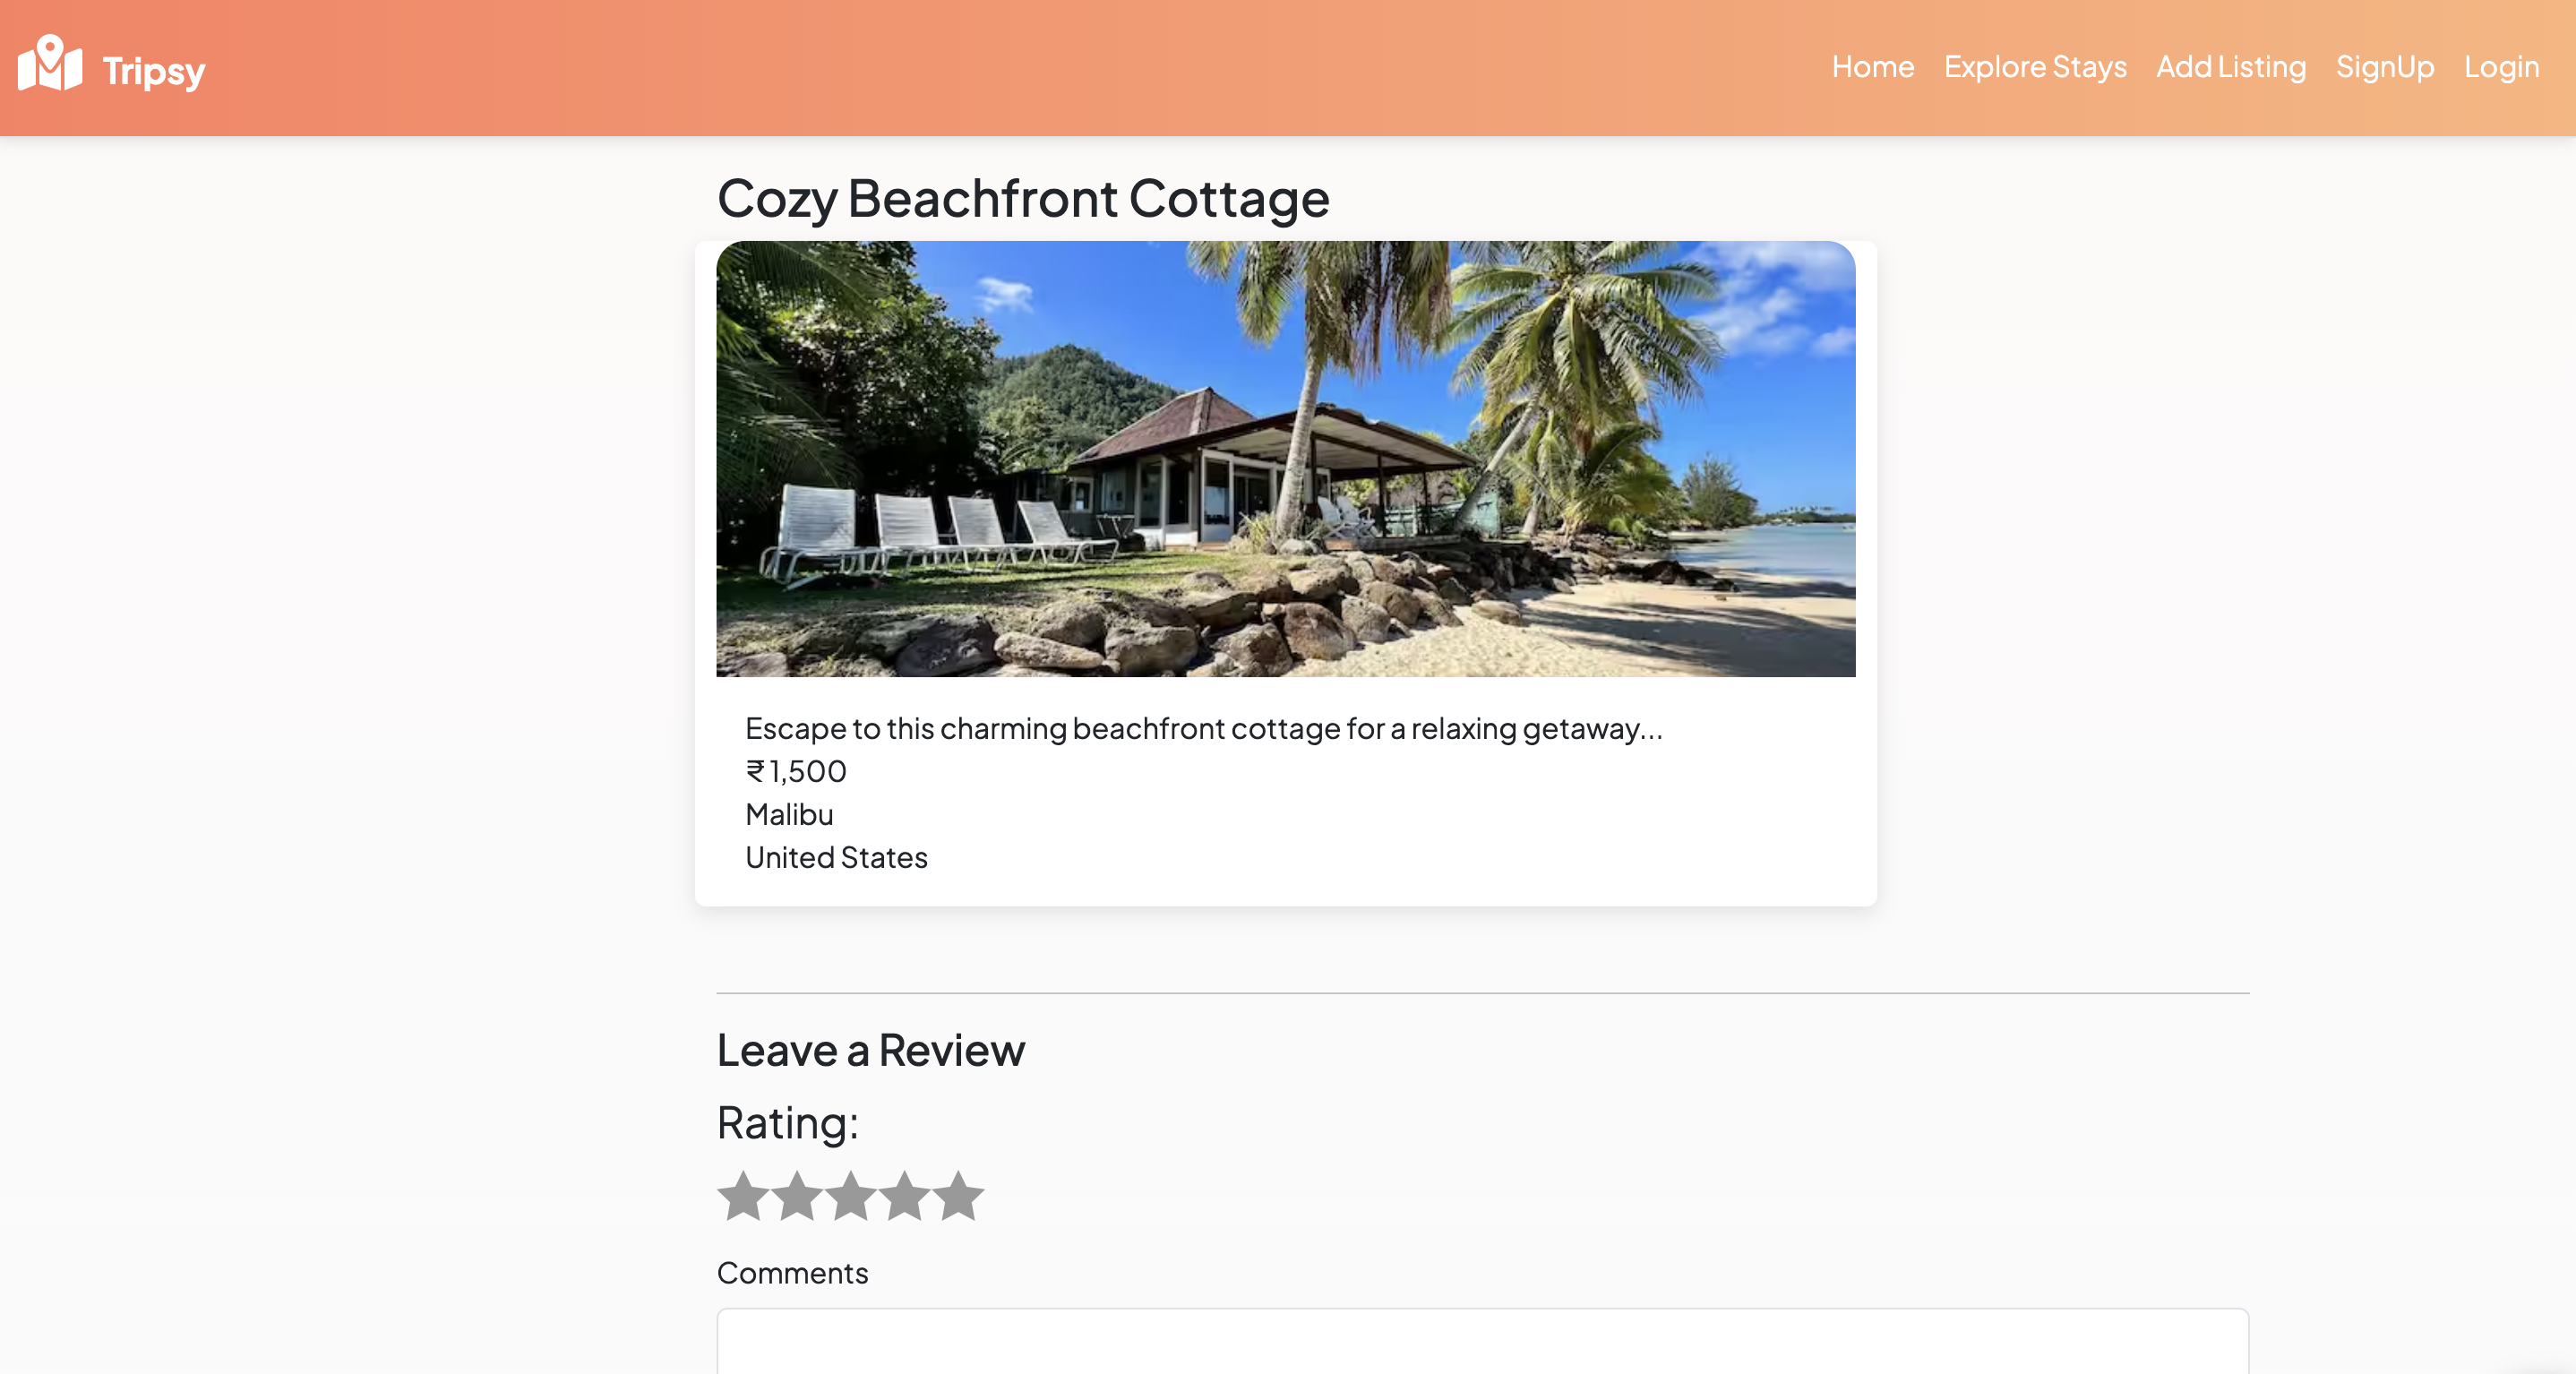 Tripsy
Home Explore Stays Add Listing SignUp Login
Cozy Beachfront Cottage
Escape to this charming beachfront cottage for a relaxing getaway...
₹ 1,500
Malibu
United States
Leave a Review
Rating:
Comments